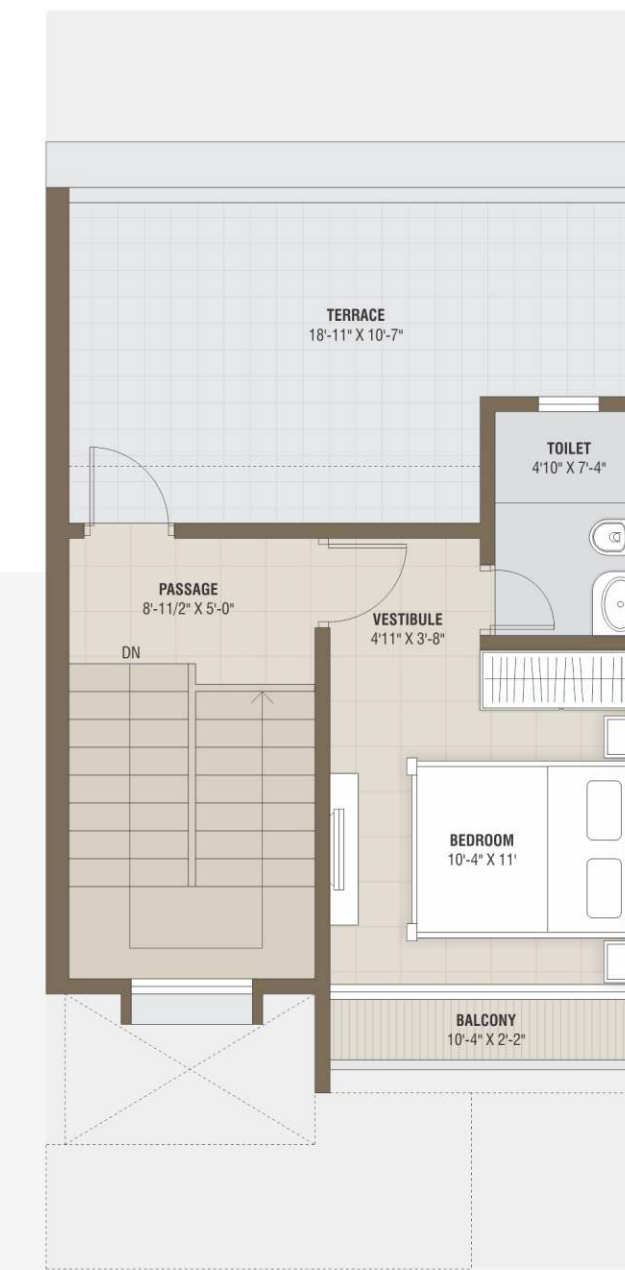 TERRACE
18'-11" X 10'-7"
TOILET
4'10" X 7'-4"
PASSAGE
8'-11/2" X 5'-0"
VESTIBULE
4'11" X 3'-8"
DN
BEDROOM
10'-4" X 11'
BALCONY
10'-4" X 2'-2"